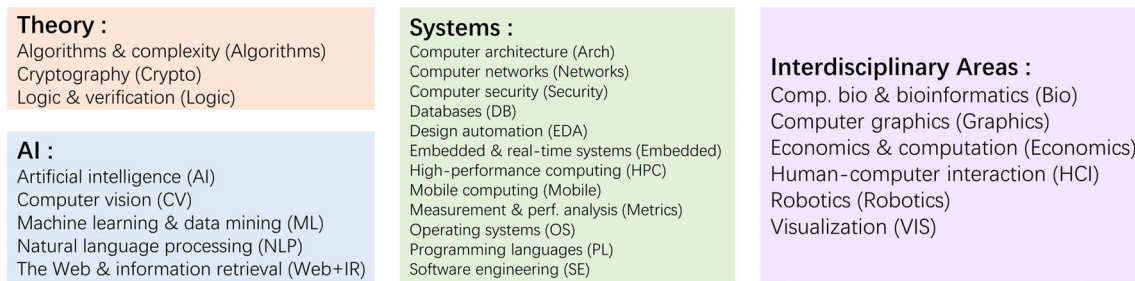 Theory :
Algorithms & complexity (Algorithms)
Cryptography (Crypto)
Logic & verification (Logic)
AI :
Artificial intelligence (AI)
Computer vision (CV)
Machine learning & data mining (ML)
Natural language processing (NLP)
The Web & information retrieval (Web+IR)
Systems :
Computer architecture (Arch)
Computer networks (Networks)
Computer security (Security)
Databases (DB)
Design automation (EDA)
Embedded & real-time systems (Embedded)
High-performance computing (HPC)
Mobile computing (Mobile)
Measurement & perf. analysis (Metrics)
Operating systems (OS)
Programming languages (PL)
Software engineering (SE)
Interdisciplinary Areas :
Comp. bio & bioinformatics (Bio)
Computer graphics (Graphics)
Economics & computation (Economics)
Human-computer interaction (HCI)
Robotics (Robotics)
Visualization (VIS)